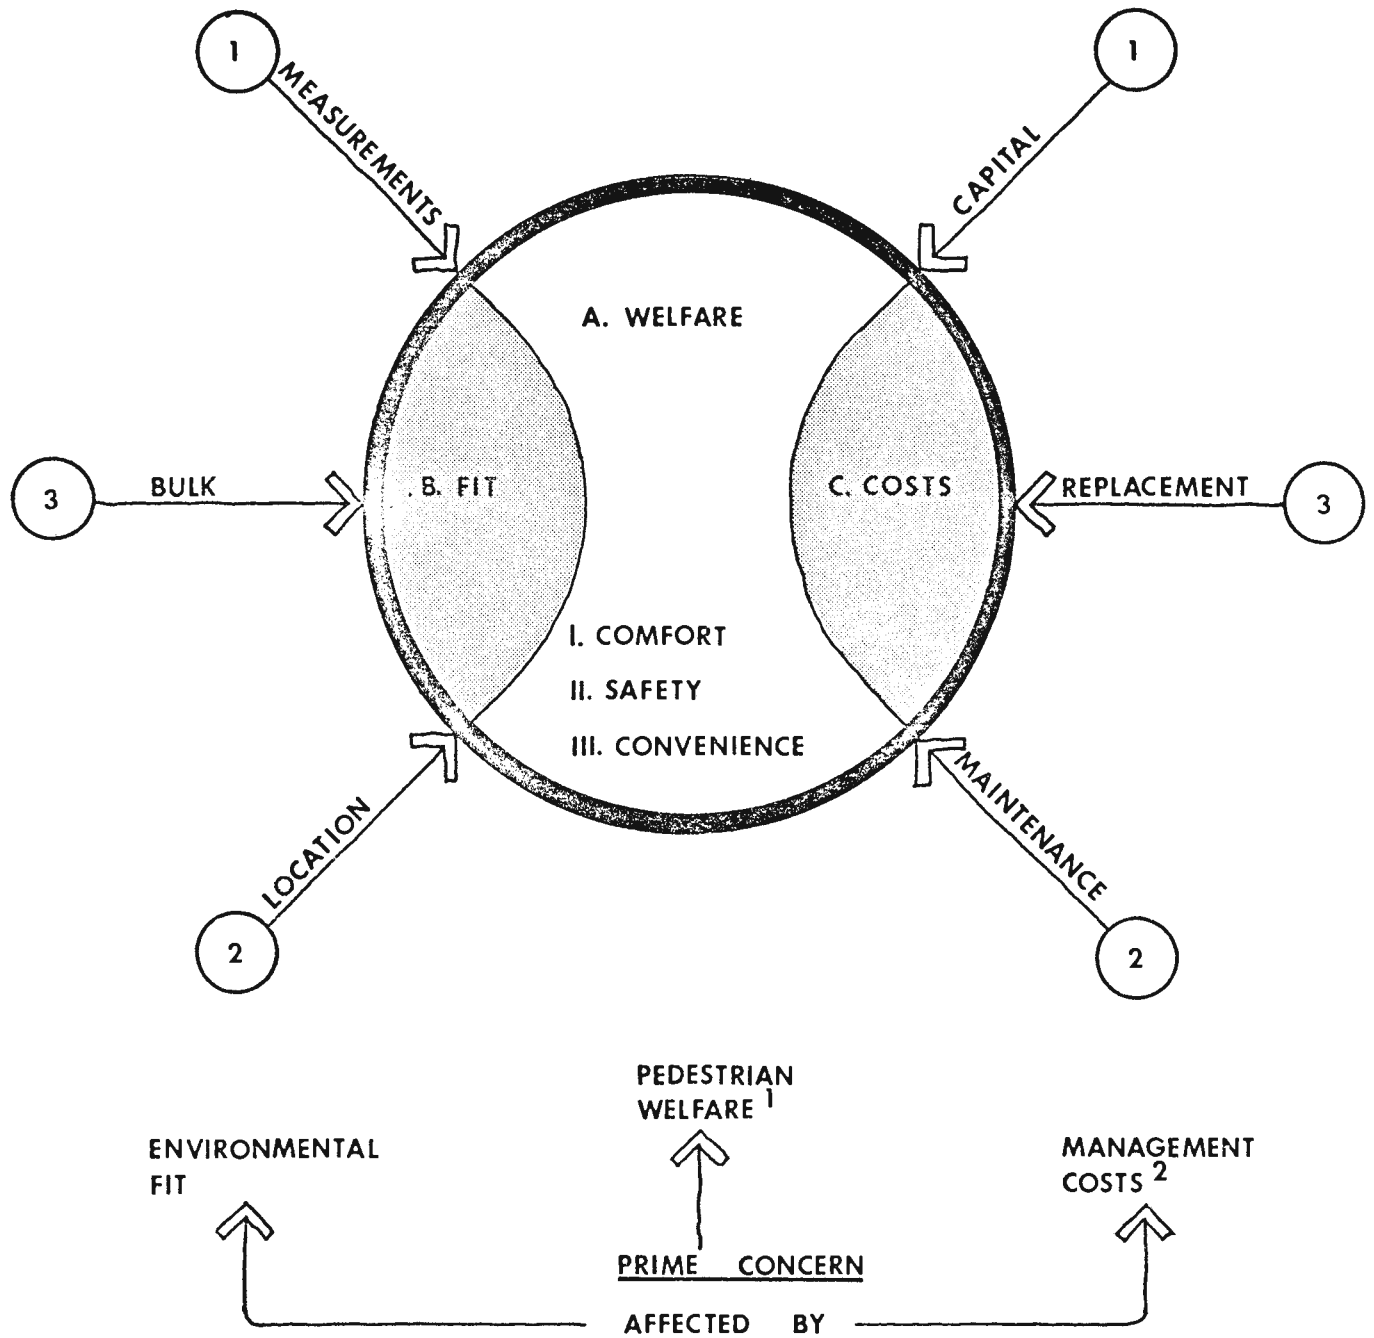 1
1
MEASUREMENTS
CAPITAL
A. WELFARE
3
BULK
B. FIT
C. COSTS
REPLACEMENT
3
I. COMFORT
II. SAFETY
III. CONVENIENCE
LOCATION
MAINTENANCE
2
2
PEDESTRIAN
WELFARE 1
ENVIRONMENTAL
FIT
MANAGEMENT
COSTS 2
PRIME CONCERN
AFFECTED BY